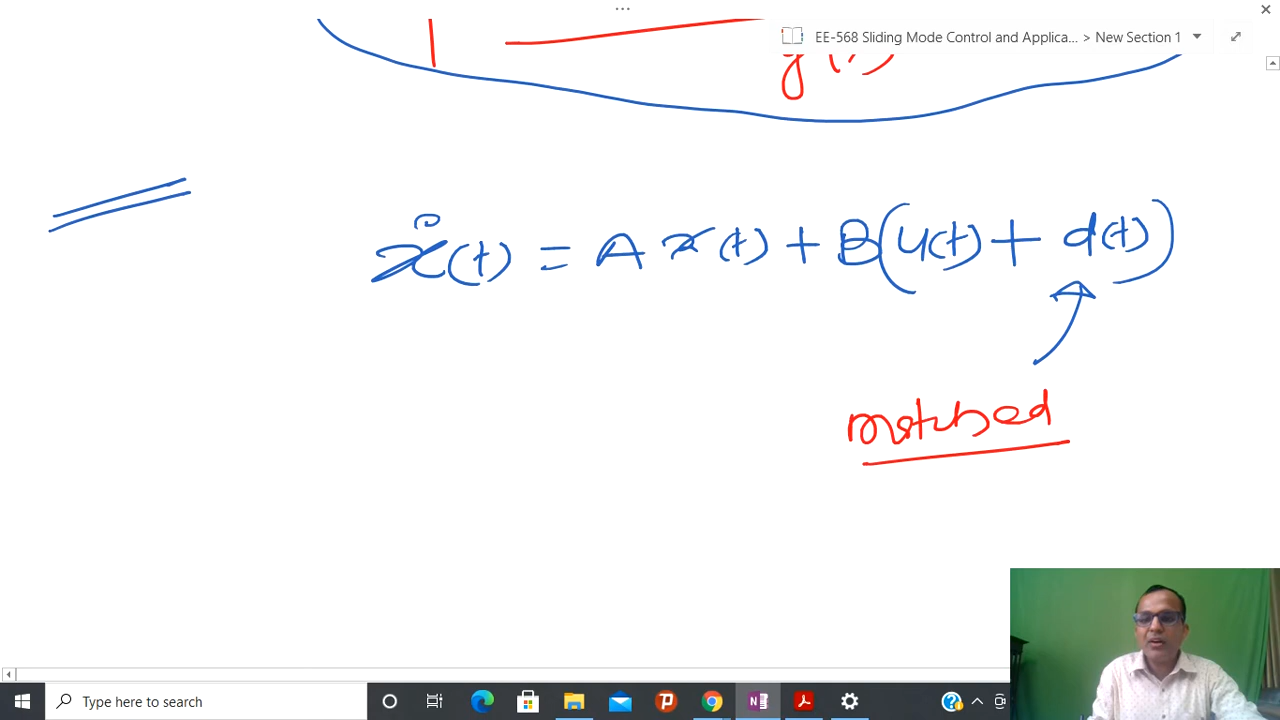 EE-568 Sliding Mode Control and Applica... > New Section 1
y(t)
ẋ(t) = A x(t) + B(u(t) + d(t))
matched
Type here to search